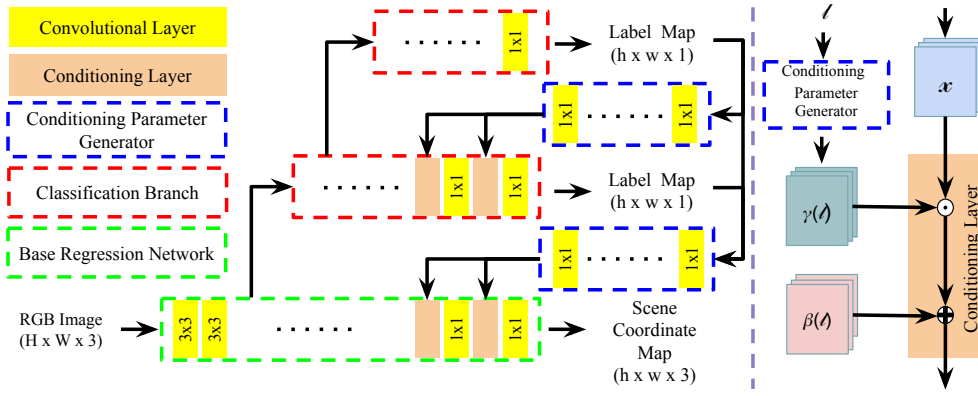 Convolutional Layer
Conditioning Layer
Conditioning Parameter
Generator
Classification Branch
Base Regression Network
RGB Image
(H x W x 3)
3x3
3x3
· · · · · ·
1x1
1x1
Scene
Coordinate
Map
(h x w x 3)
· · · · · ·
1x1
1x1
Label Map
(h x w x 1)
· · · · · ·
1x1
Label Map
(h x w x 1)
1x1
· · · · · ·
1x1
1x1
· · · · · ·
1x1
ℓ
Conditioning
Parameter
Generator
γ(ℓ)
β(ℓ)
x
Conditioning Layer